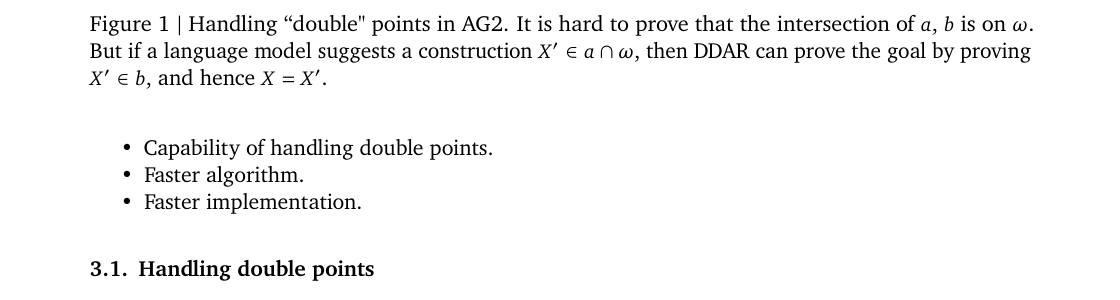 Figure 1 | Handling “double" points in AG2. It is hard to prove that the intersection of a, b is on ω.
But if a language model suggests a construction X′ ∈ a ∩ ω, then DDAR can prove the goal by proving
X′ ∈ b, and hence X = X′.
• Capability of handling double points.
• Faster algorithm.
• Faster implementation.
3.1. Handling double points